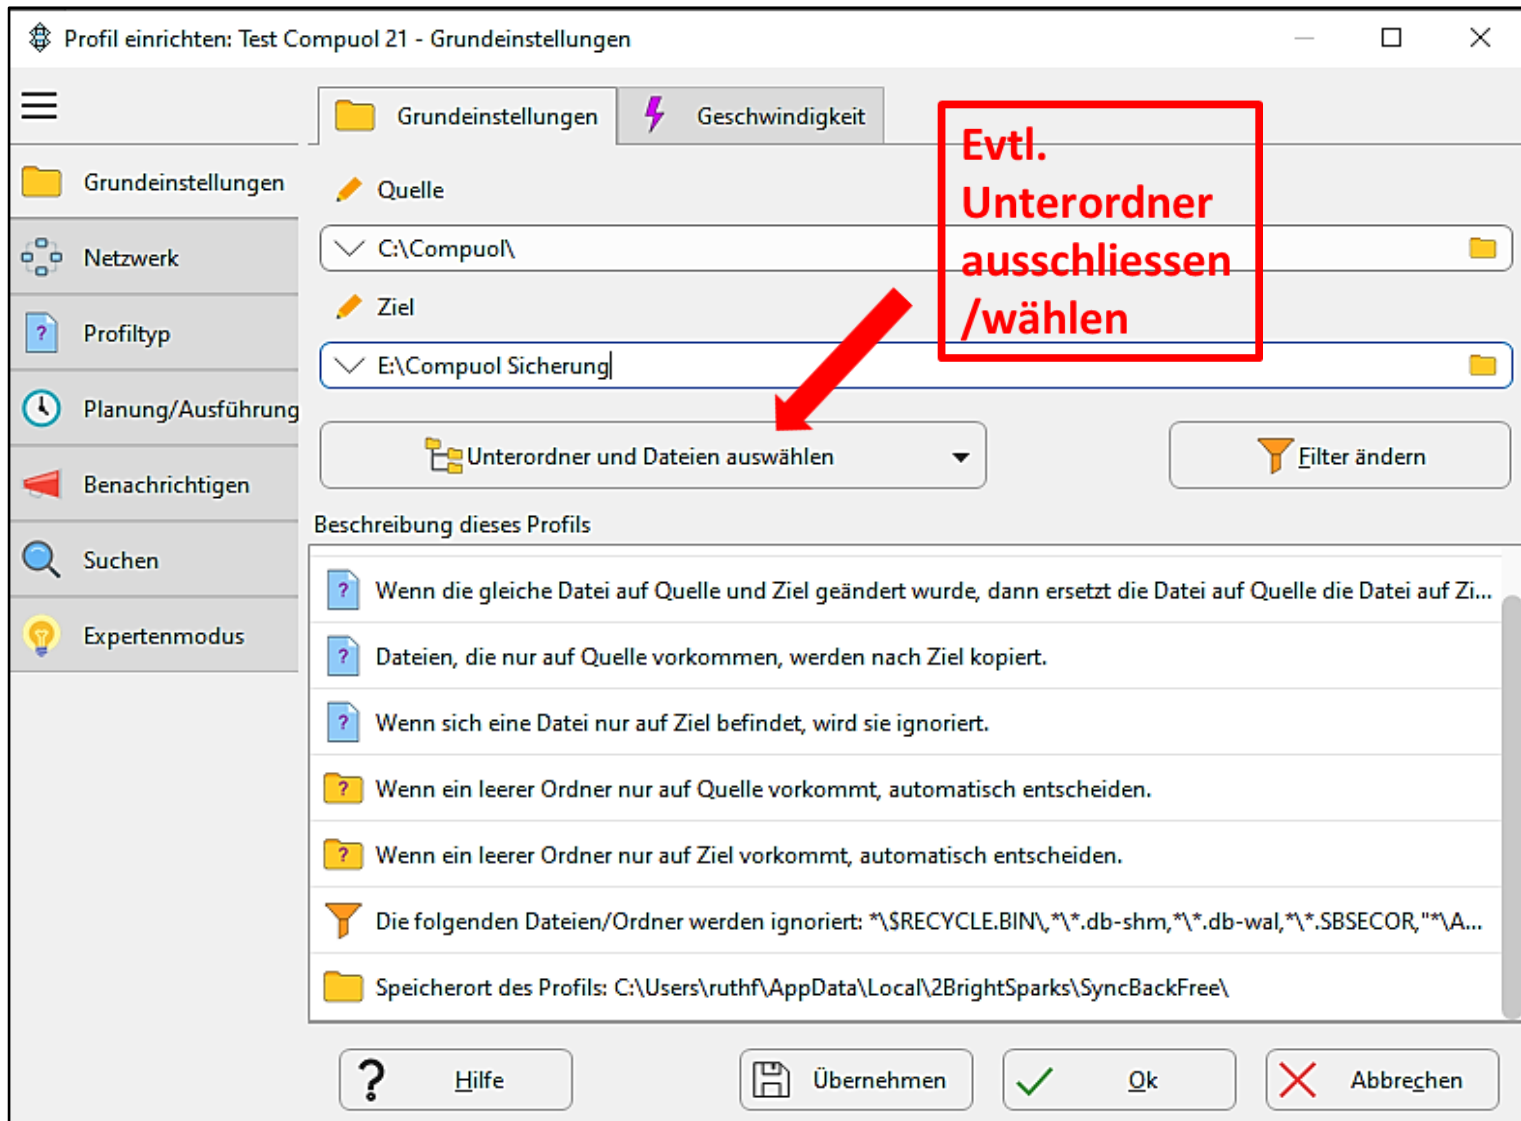 Profil einrichten: Test Compuol 21 - Grundeinstellungen
Grundeinstellungen
Geschwindigkeit
Evtl.
Unterordner
ausschliessen
/wählen
Grundeinstellungen
Netzwerk
Profiltyp
Planung/Ausführung
Benachrichtigen
Suchen
Expertenmodus
Quelle
C:\Compuol\
Ziel
E:\Compuol Sicherung
Unterordner und Dateien auswählen
Filter ändern
Beschreibung dieses Profils
Wenn die gleiche Datei auf Quelle und Ziel geändert wurde, dann ersetzt die Datei auf Quelle die Datei auf Zi...
Dateien, die nur auf Quelle vorkommen, werden nach Ziel kopiert.
Wenn sich eine Datei nur auf Ziel befindet, wird sie ignoriert.
Wenn ein leerer Ordner nur auf Quelle vorkommt, automatisch entscheiden.
Wenn ein leerer Ordner nur auf Ziel vorkommt, automatisch entscheiden.
Die folgenden Dateien/Ordner werden ignoriert: *\$RECYCLE.BIN\,*\*.db-shm,*\*.db-wal,*\*.SBSECOR,"*\A...
Speicherort des Profils: C:\Users\ruthf\AppData\Local\2BrightSparks\SyncBackFree\
Hilfe
Übernehmen
Ok
Abbrechen